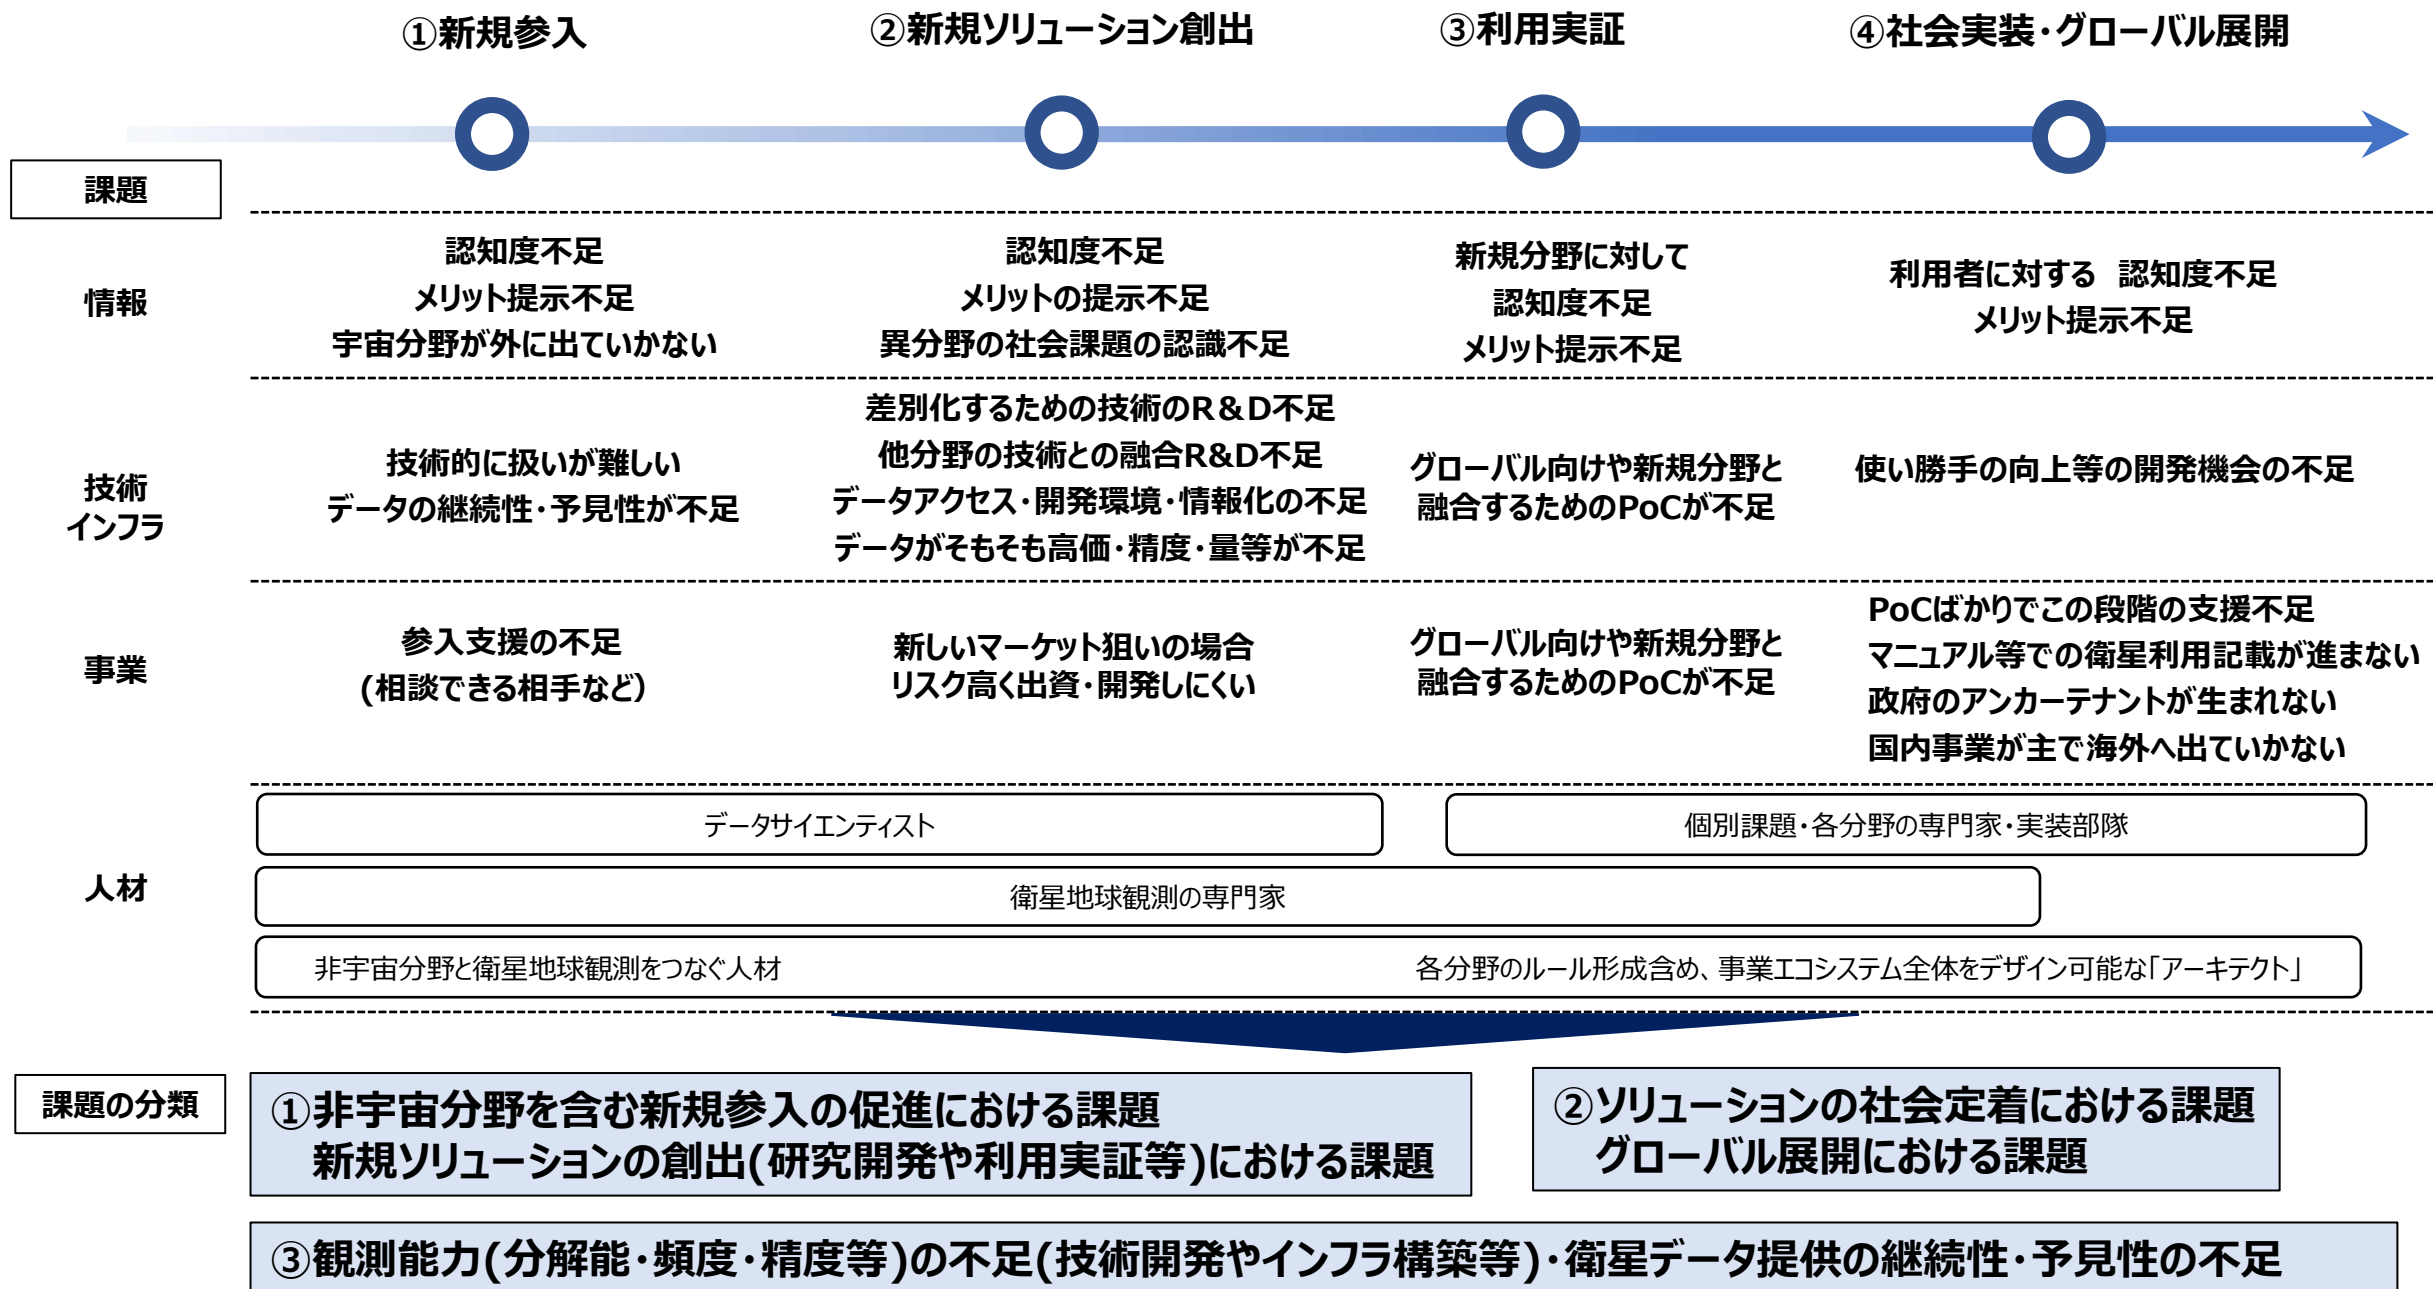 ①新規参入
②新規ソリューション創出
③利用実証
④社会実装・グローバル展開
課題
情報
認知度不足
メリット提示不足
宇宙分野が外に出ていかない
認知度不足
メリットの提示不足
異分野の社会課題の認識不足
新規分野に対して
認知度不足
メリット提示不足
利用者に対する 認知度不足
メリット提示不足
技術
インフラ
技術的に扱いが難しい
データの継続性・予見性が不足
差別化するための技術のR＆D不足
他分野の技術との融合R&D不足
データアクセス・開発環境・情報化の不足
データがそもそも高価・精度・量等が不足
グローバル向けや新規分野と
融合するためのPoCが不足
使い勝手の向上等の開発機会の不足
事業
参入支援の不足
(相談できる相手など）
新しいマーケット狙いの場合
リスク高く出資・開発しにくい
グローバル向けや新規分野と
融合するためのPoCが不足
PoCばかりでこの段階の支援不足
マニュアル等での衛星利用記載が進まない
政府のアンカーテナントが生まれない
国内事業が主で海外へ出ていかない
人材
データサイエンティスト
個別課題・各分野の専門家・実装部隊
衛星地球観測の専門家
非宇宙分野と衛星地球観測をつなぐ人材
各分野のルール形成含め、事業エコシステム全体をデザイン可能な「アーキテクト」
課題の分類
①非宇宙分野を含む新規参入の促進における課題
新規ソリューションの創出(研究開発や利用実証等)における課題
②ソリューションの社会定着における課題
グローバル展開における課題
③観測能力(分解能・頻度・精度等)の不足(技術開発やインフラ構築等)・衛星データ提供の継続性・予見性の不足